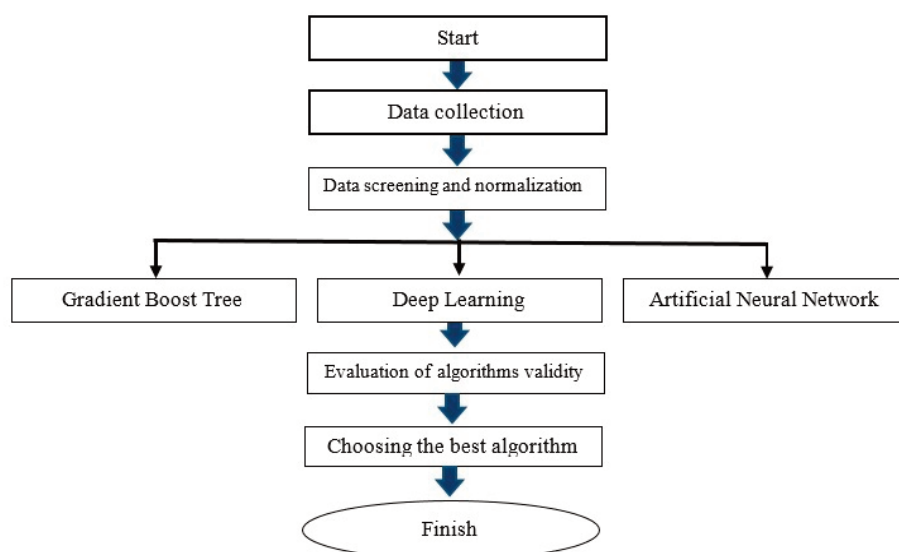 Start
Data collection
Data screening and normalization
Gradient Boost Tree
Deep Learning
Artificial Neural Network
Evaluation of algorithms validity
Choosing the best algorithm
Finish